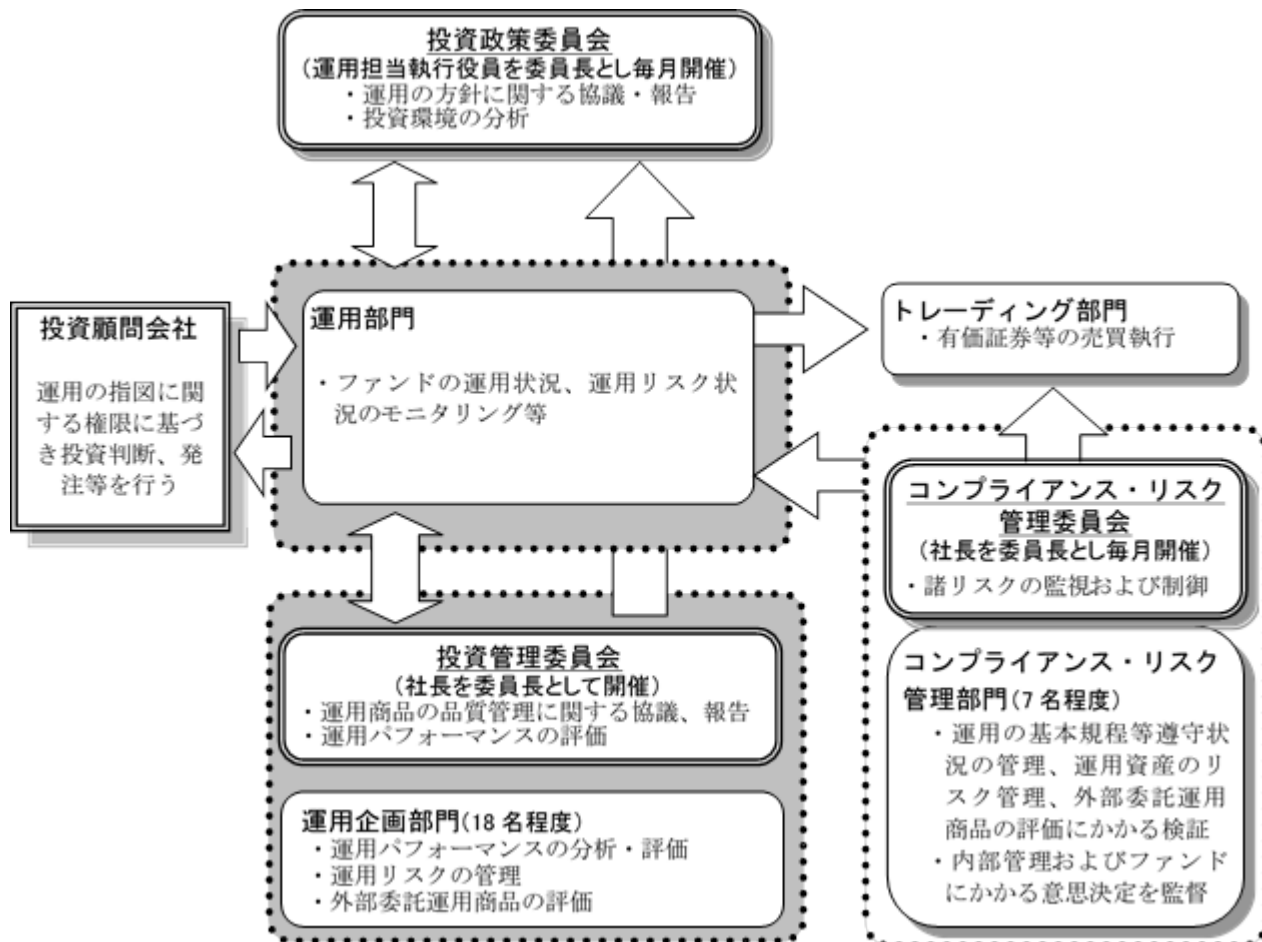 投資政策委員会
(運用担当執行役員を委員長とし毎月開催)
・運用の方針に関する協議・報告
・投資環境の分析
投資顧問会社
運用の指図に関
する権限に基づ
き投資判断、発
注等を行う
運用部門
・ファンドの運用状況、運用リスク状
況のモニタリング等
トレーディング部門
・有価証券等の売買執行
コンプライアンス・リスク
管理委員会
(社長を委員長とし毎月開催)
・諸リスクの監視および制御
コンプライアンス・リスク
管理部門(7名程度)
・運用の基本規程等遵守状
況の管理、運用資産のリ
スク管理、外部委託運用
商品の評価にかかる検証
・内部管理およびファンド
にかかる意思決定を監督
投資管理委員会
(社長を委員長として開催)
・運用商品の品質管理に関する協議、報告
・運用パフォーマンスの評価
運用企画部門(18名程度)
・運用パフォーマンスの分析・評価
・運用リスクの管理
・外部委託運用商品の評価